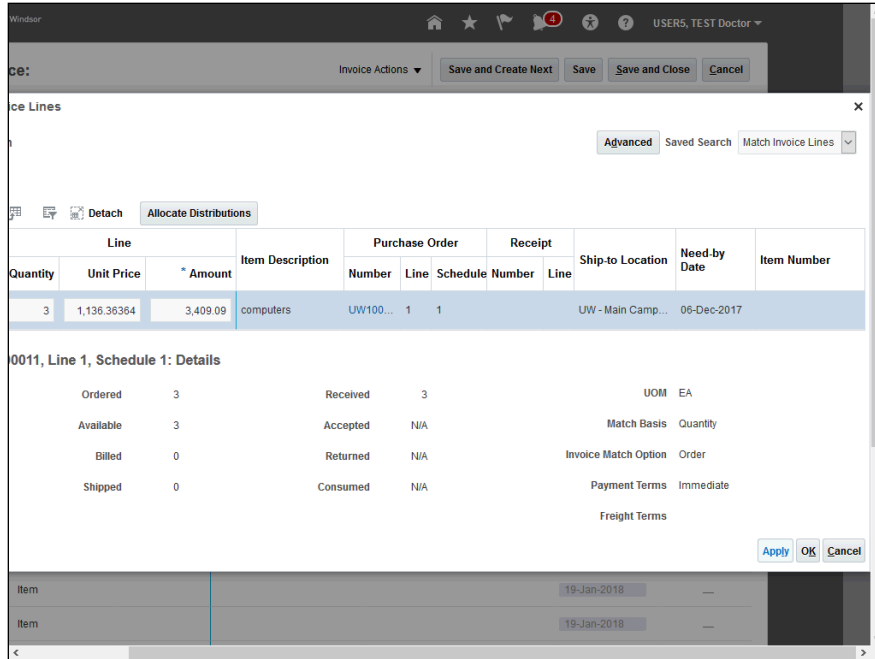 Windsor
4
USER5, TEST Doctor
ce:
Invoice Actions
Save and Create Next
Save
Save and Close
Cancel
ice Lines
Advanced
Saved Search
Match Invoice Lines
Detach
Allocate Distributions
Line
Purchase Order
Receipt
Quantity
Unit Price
* Amount
Item Description
Number
Line
Schedule
Number
Line
Ship-to Location
Need-by
Date
Item Number
3
1,136.36364
3,409.09
computers
UW100...
1
1
UW - Main Camp...
06-Dec-2017
00011, Line 1, Schedule 1: Details
Ordered 3
Received 3
UOM EA
Available 3
Accepted N/A
Match Basis Quantity
Billed 0
Returned N/A
Invoice Match Option Order
Shipped 0
Consumed N/A
Payment Terms Immediate
Freight Terms
Apply
OK
Cancel
Item
19-Jan-2018
Item
19-Jan-2018